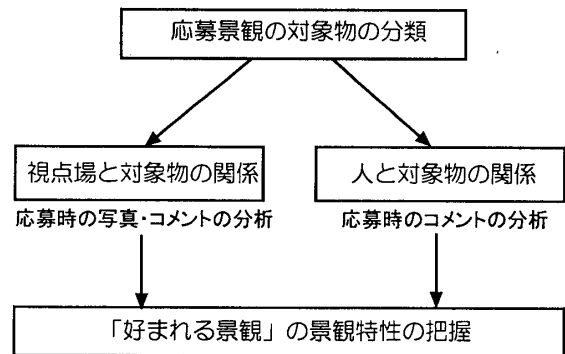 応募景観の対象物の分類
視点場と対象物の関係
応募時の写真・コメントの分析
人と対象物の関係
応募時のコメントの分析
「好まれる景観」の景観特性の把握